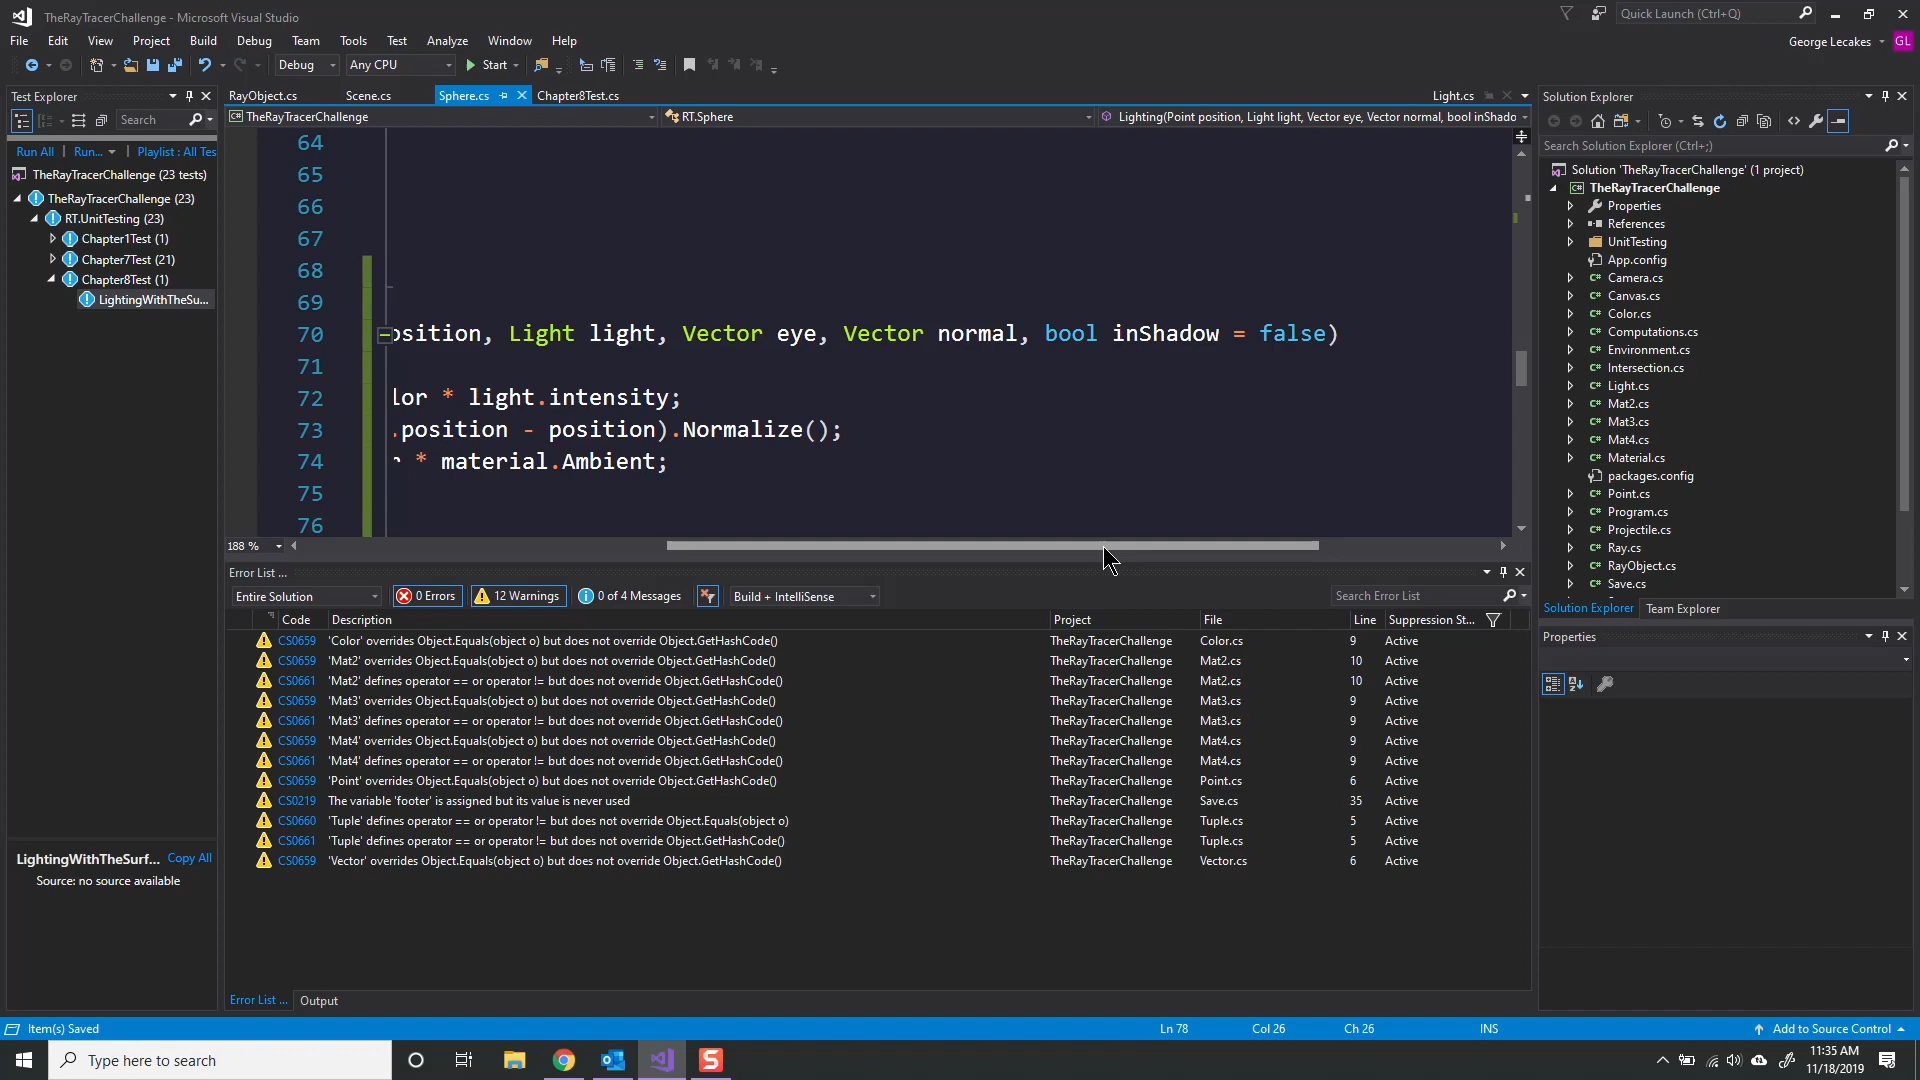 TheRayTracerChallenge - Microsoft Visual Studio
Quick Launch (Ctrl+Q)
File Edit View Project Build Debug Team Tools Test Analyze Window Help
George Lecakes GL
Debug Any CPU Start
Test Explorer
Search
Run All | Run... | Playlist : All Tes
TheRayTracerChallenge (23 tests)
TheRayTracerChallenge (23)
RT.UnitTesting (23)
Chapter1Test (1)
Chapter7Test (21)
Chapter8Test (1)
LightingWithTheSu...
LightingWithTheSurf... Copy All
Source: no source available
RayObject.cs Scene.cs Sphere.cs Chapter8Test.cs Light.cs
TheRayTracerChallenge RT.Sphere Lighting(Point position, Light light, Vector eye, Vector normal, bool inShado
64
65
66
67
68
69
70 osition, Light light, Vector eye, Vector normal, bool inShadow = false)
71
72 lor * light.intensity;
73 .position - position).Normalize();
74 * material.Ambient;
75
76
188 %
Error List ...
Entire Solution 0 Errors 12 Warnings 0 of 4 Messages Build + IntelliSense Search Error List
Code Description Project File Line Suppression St...
CS0659 'Color' overrides Object.Equals(object o) but does not override Object.GetHashCode() TheRayTracerChallenge Color.cs 9 Active
CS0659 'Mat2' overrides Object.Equals(object o) but does not override Object.GetHashCode() TheRayTracerChallenge Mat2.cs 10 Active
CS0661 'Mat2' defines operator == or operator != but does not override Object.GetHashCode() TheRayTracerChallenge Mat2.cs 10 Active
CS0659 'Mat3' overrides Object.Equals(object o) but does not override Object.GetHashCode() TheRayTracerChallenge Mat3.cs 9 Active
CS0661 'Mat3' defines operator == or operator != but does not override Object.GetHashCode() TheRayTracerChallenge Mat3.cs 9 Active
CS0659 'Mat4' overrides Object.Equals(object o) but does not override Object.GetHashCode() TheRayTracerChallenge Mat4.cs 9 Active
CS0661 'Mat4' defines operator == or operator != but does not override Object.GetHashCode() TheRayTracerChallenge Mat4.cs 9 Active
CS0659 'Point' overrides Object.Equals(object o) but does not override Object.GetHashCode() TheRayTracerChallenge Point.cs 6 Active
CS0219 The variable 'footer' is assigned but its value is never used TheRayTracerChallenge Save.cs 35 Active
CS0660 'Tuple' defines operator == or operator != but does not override Object.Equals(object o) TheRayTracerChallenge Tuple.cs 5 Active
CS0661 'Tuple' defines operator == or operator != but does not override Object.GetHashCode() TheRayTracerChallenge Tuple.cs 5 Active
CS0659 'Vector' overrides Object.Equals(object o) but does not override Object.GetHashCode() TheRayTracerChallenge Vector.cs 6 Active
Error List ... Output
Solution Explorer
Search Solution Explorer (Ctrl+;)
Solution 'TheRayTracerChallenge' (1 project)
TheRayTracerChallenge
Properties
References
UnitTesting
App.config
Camera.cs
Canvas.cs
Color.cs
Computations.cs
Environment.cs
Intersection.cs
Light.cs
Mat2.cs
Mat3.cs
Mat4.cs
Material.cs
packages.config
Point.cs
Program.cs
Projectile.cs
Ray.cs
RayObject.cs
Save.cs
Solution Explorer Team Explorer
Properties
Item(s) Saved Ln 78 Col 26 Ch 26 INS Add to Source Control
Type here to search
11:35 AM
11/18/2019